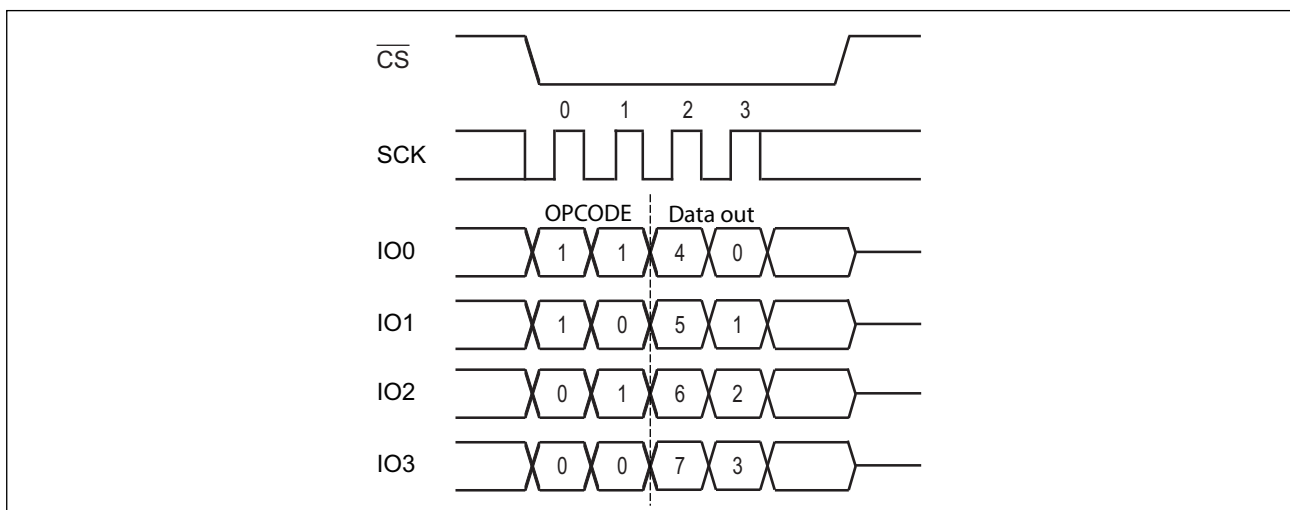 CS
0 1 2 3
SCK
OPCODE Data out
IO0 1 1 4 0
IO1 1 0 5 1
IO2 0 1 6 2
IO3 0 0 7 3